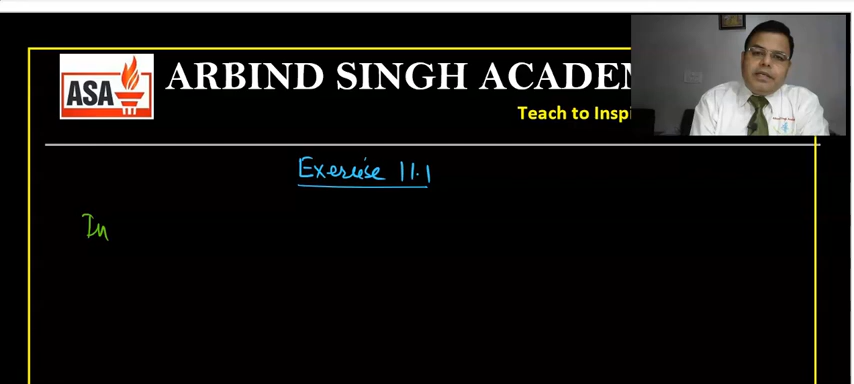 ASA
ARBIND SINGH ACADEM
Teach to Inspi
Exercise 11.1
In